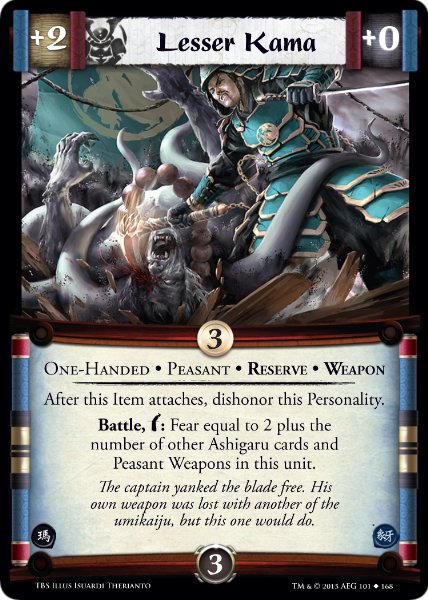 +2
Lesser Kama
+0
3
One-Handed • Peasant • Reserve • Weapon
After this Item attaches, dishonor this Personality.
Battle, : Fear equal to 2 plus the
number of other Ashigaru cards and
Peasant Weapons in this unit.
The captain yanked the blade free. His
own weapon was lost with another of the
umikaiju, but this one would do.
瑪
3
TBS Illus Isuardi Therianto
TM & © 2015 AEG 101 ♦ 168